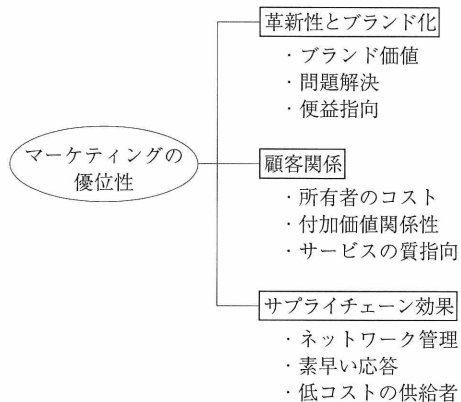 革新性とブランド化
・ブランド価値
・問題解決
・便益指向
マーケティングの
優位性
顧客関係
・所有者のコスト
・付加価値関係性
・サービスの質指向
サプライチェーン効果
・ネットワーク管理
・素早い応答
・低コストの供給者